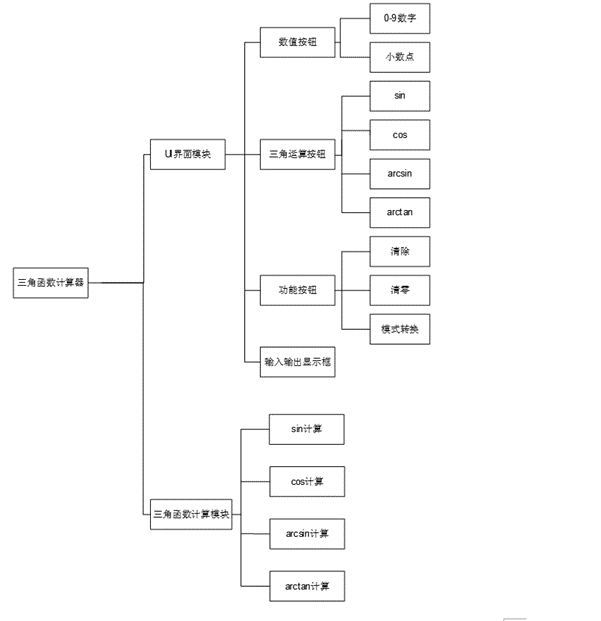 0-9数字
数值按钮
小数点
sin
cos
UI界面模块
三角运算按钮
arcsin
arctan
清除
三角函数计算器
功能按钮
清零
模式转换
输入输出显示框
sin计算
cos计算
三角函数计算模块
arcsin计算
arctan计算